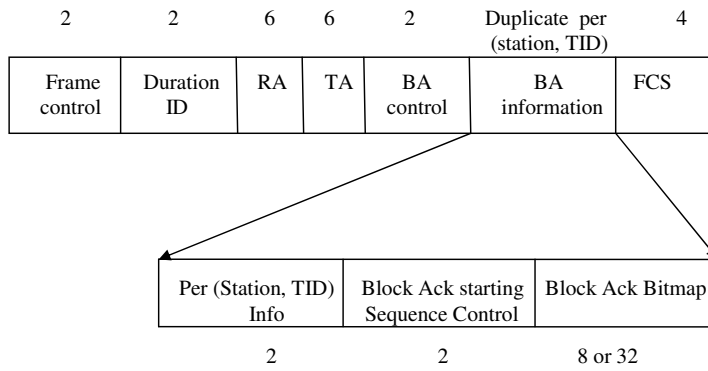 2 2 6 6 2 Duplicate per 4
(station, TID)
Frame control
Duration ID
RA
TA
BA control
BA information
FCS
Per (Station, TID) Info
Block Ack starting Sequence Control
Block Ack Bitmap
2 2 8 or 32